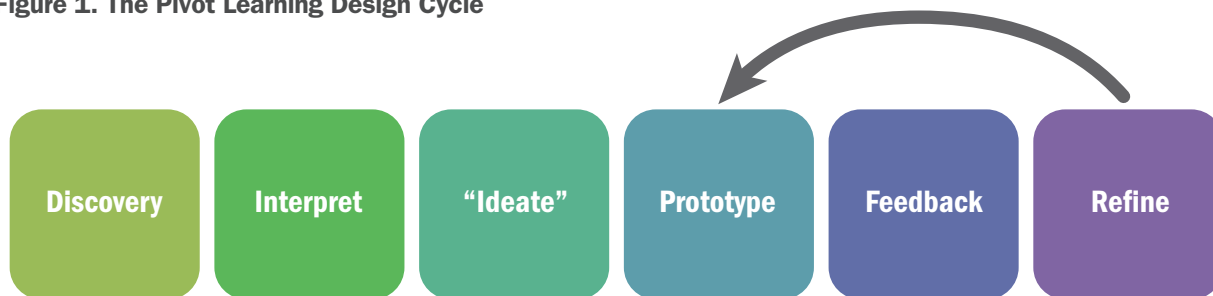 Figure 1. The Pivot Learning Design Cycle
Discovery
Interpret
“Ideate”
Prototype
Feedback
Refine